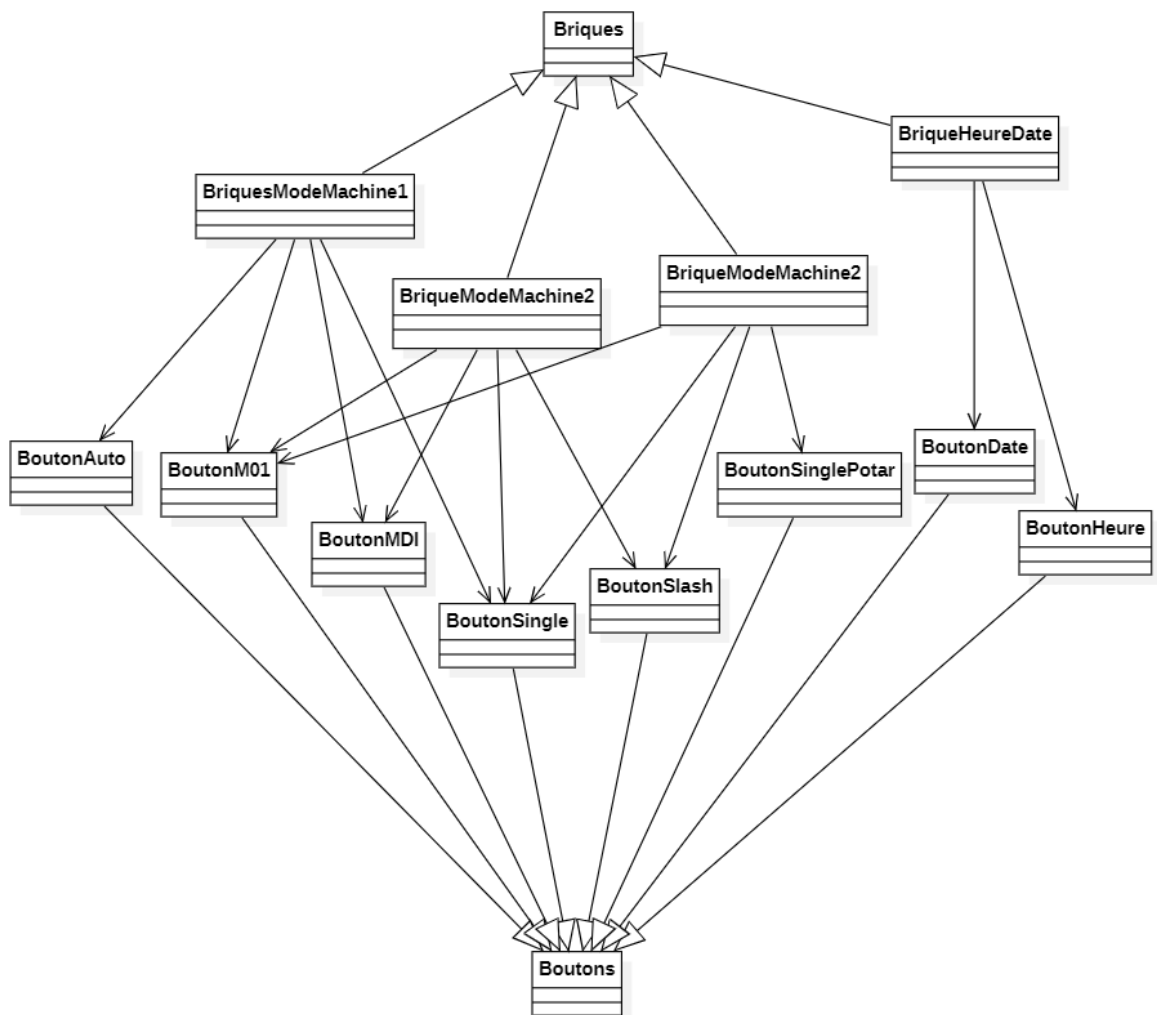 Briques
BriqueHeureDate
BriquesModeMachine1
BriqueModeMachine2
BriqueModeMachine2
BoutonAuto
BoutonM01
BoutonMDI
BoutonSingle
BoutonSlash
BoutonSinglePotar
BoutonDate
BoutonHeure
Boutons